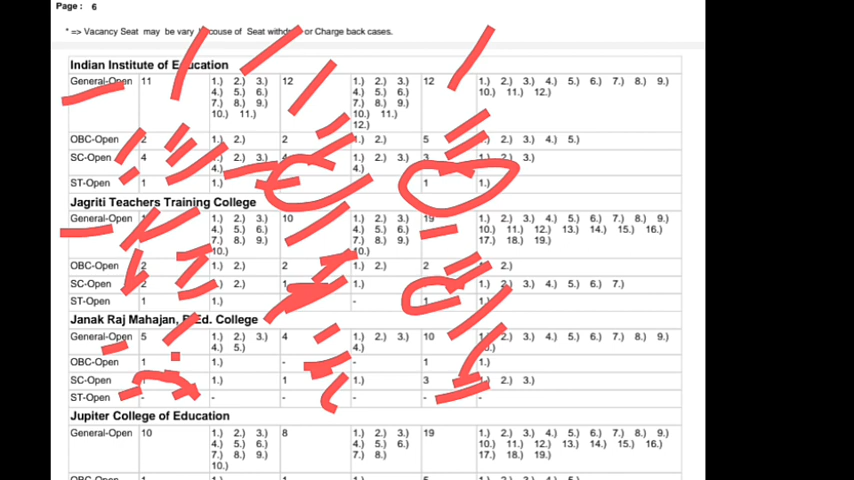 Page : 6
* => Vacancy Seat may be vary of Seat or Charge back cases.
Indian Institute of Education
General-Open 11 1.) 2.) 3.) 12 1.) 2.) 3.) 12 1.) 2.) 3.) 4.) 5.) 6.) 7.) 8.) 9.)
4.) 5.) 6.) 4.) 5.) 6.) 10.) 11.) 12.)
7.) 8.) 9.) 7.) 8.) 9.)
10.) 11.) 10.) 11.)
12.)
OBC-Open 2 1.) 2.) 2 1.) 2.) 5 2.) 3.) 4.) 5.)
SC-Open 4 2.) 3.) 1.) 2.) 3.) 3 1.) 2.) 3.)
4.) 4.)
ST-Open 1 1.) 1 1.)
Jagriti Teachers Training College
General-Open 1.) 2.) 3.) 10 1.) 2.) 3.) 19 1.) 2.) 3.) 4.) 5.) 6.) 7.) 8.) 9.)
4.) 5.) 6.) 4.) 5.) 6.) 10.) 11.) 12.) 13.) 14.) 15.) 16.)
7.) 8.) 9.) 7.) 8.) 9.) 17.) 18.) 19.)
10.) 10.)
OBC-Open 2 1.) 2.) 2 1.) 2.) 2 2.)
SC-Open 2 2.) 1 1.) 1.) 2.) 3.) 4.) 5.) 6.) 7.)
ST-Open 1 1.) - 1 1.)
Janak Raj Mahajan, B.Ed. College
General-Open 5 1.) 2.) 3.) 4 1.) 2.) 3.) 10 1.) 2.) 3.) 4.) 5.) 6.) 7.) 8.) 9.)
4.) 5.) 4.)
OBC-Open 1 1.) - - 1 1.)
SC-Open 1.) 1 1.) 3 2.) 3.)
ST-Open - - - - -
Jupiter College of Education
General-Open 10 1.) 2.) 3.) 8 1.) 2.) 3.) 19 1.) 2.) 3.) 4.) 5.) 6.) 7.) 8.) 9.)
4.) 5.) 6.) 4.) 5.) 6.) 10.) 11.) 12.) 13.) 14.) 15.) 16.)
7.) 8.) 9.) 7.) 8.) 17.) 18.) 19.)
10.)